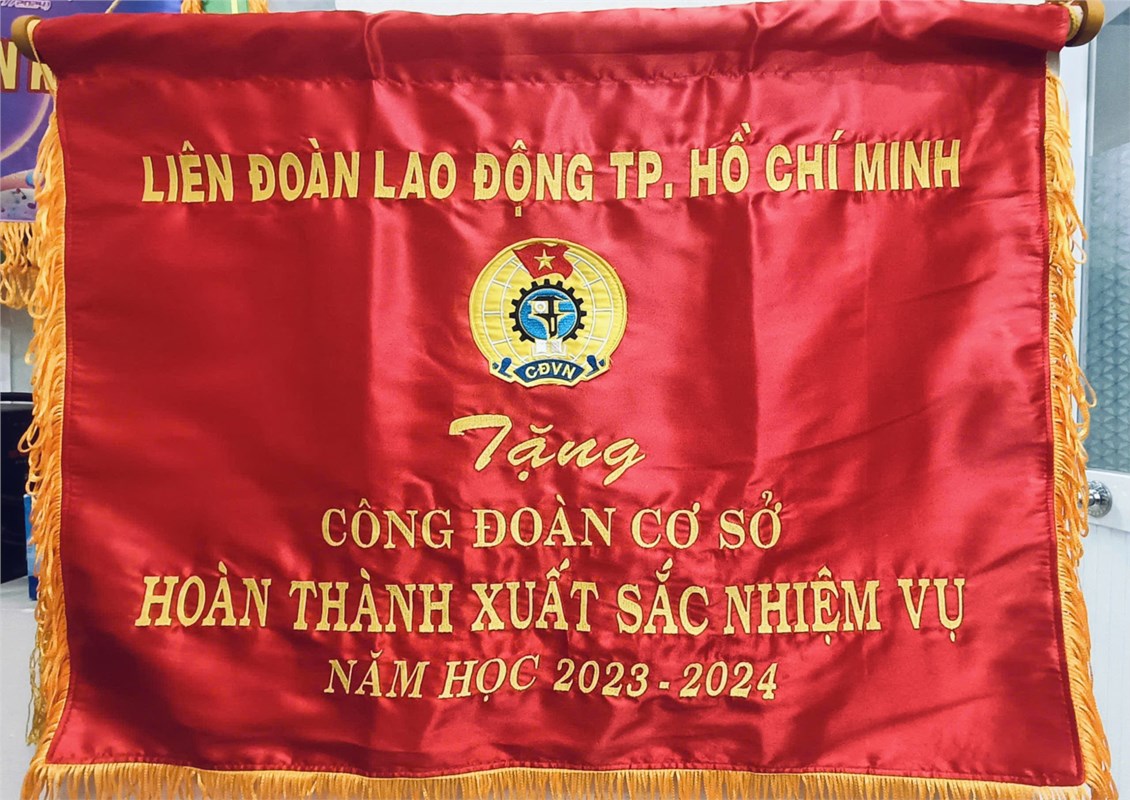 LIÊN ĐOÀN LAO ĐỘNG TP. HỒ CHÍ MINH
CĐVN
Tặng
CÔNG ĐOÀN CƠ SỞ
HOÀN THÀNH XUẤT SẮC NHIỆM VỤ
NĂM HỌC 2023 - 2024